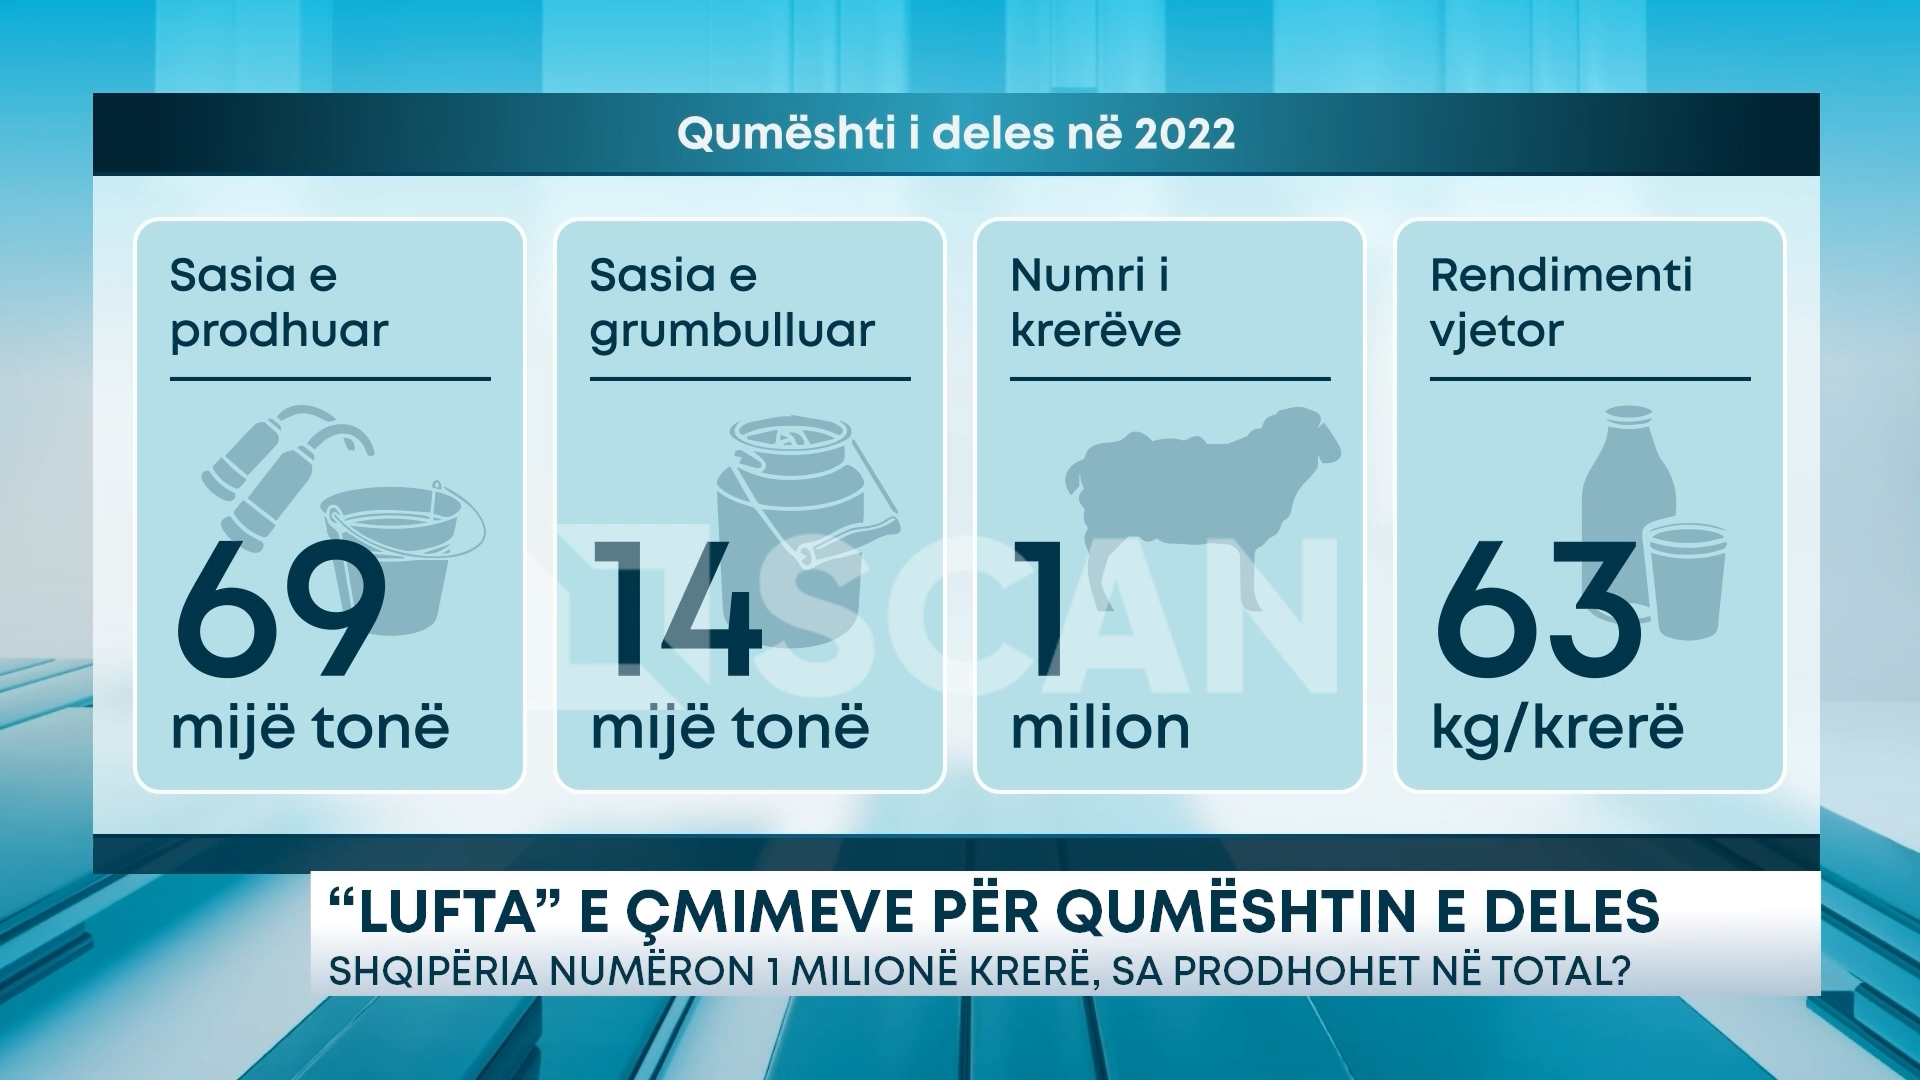 Qumështi i deles në 2022
Sasia e
prodhuar
69
mijë tonë
Sasia e
grumbulluar
14
mijë tonë
Numri i
krerëve
1
milion
Rendimenti
vjetor
63
kg/krerë
SCAN
“LUFTA” E ÇMIMEVE PËR QUMËSHTIN E DELES
SHQIPËRIA NUMËRON 1 MILIONË KRERË, SA PRODHOHET NË TOTAL?